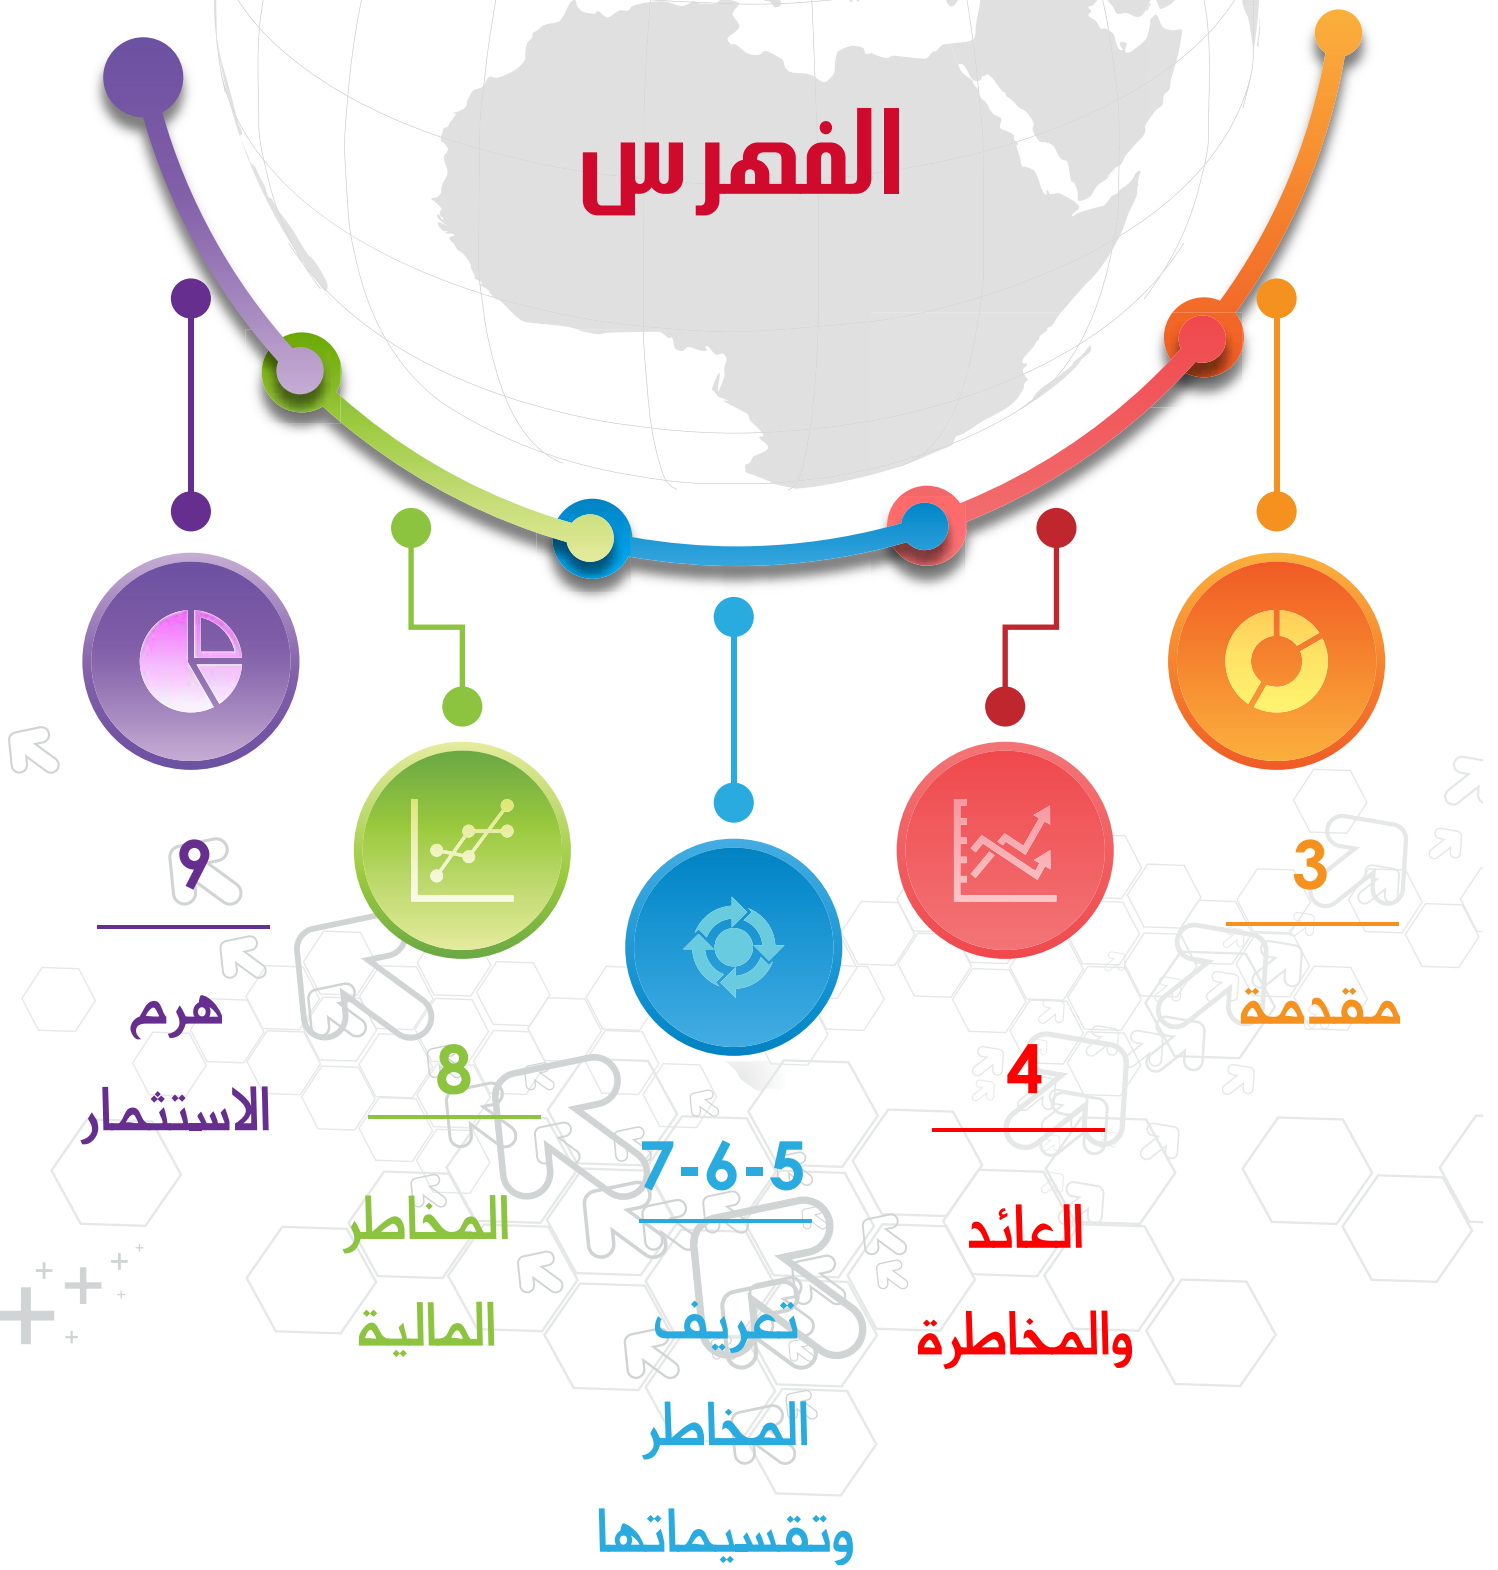 الفهرس
3
مقدمة
4
العائد
والمخاطرة
7-6-5
تعريف
المخاطر
وتقسيماتها
8
المخاطر
المالية
9
هرم
الاستثمار